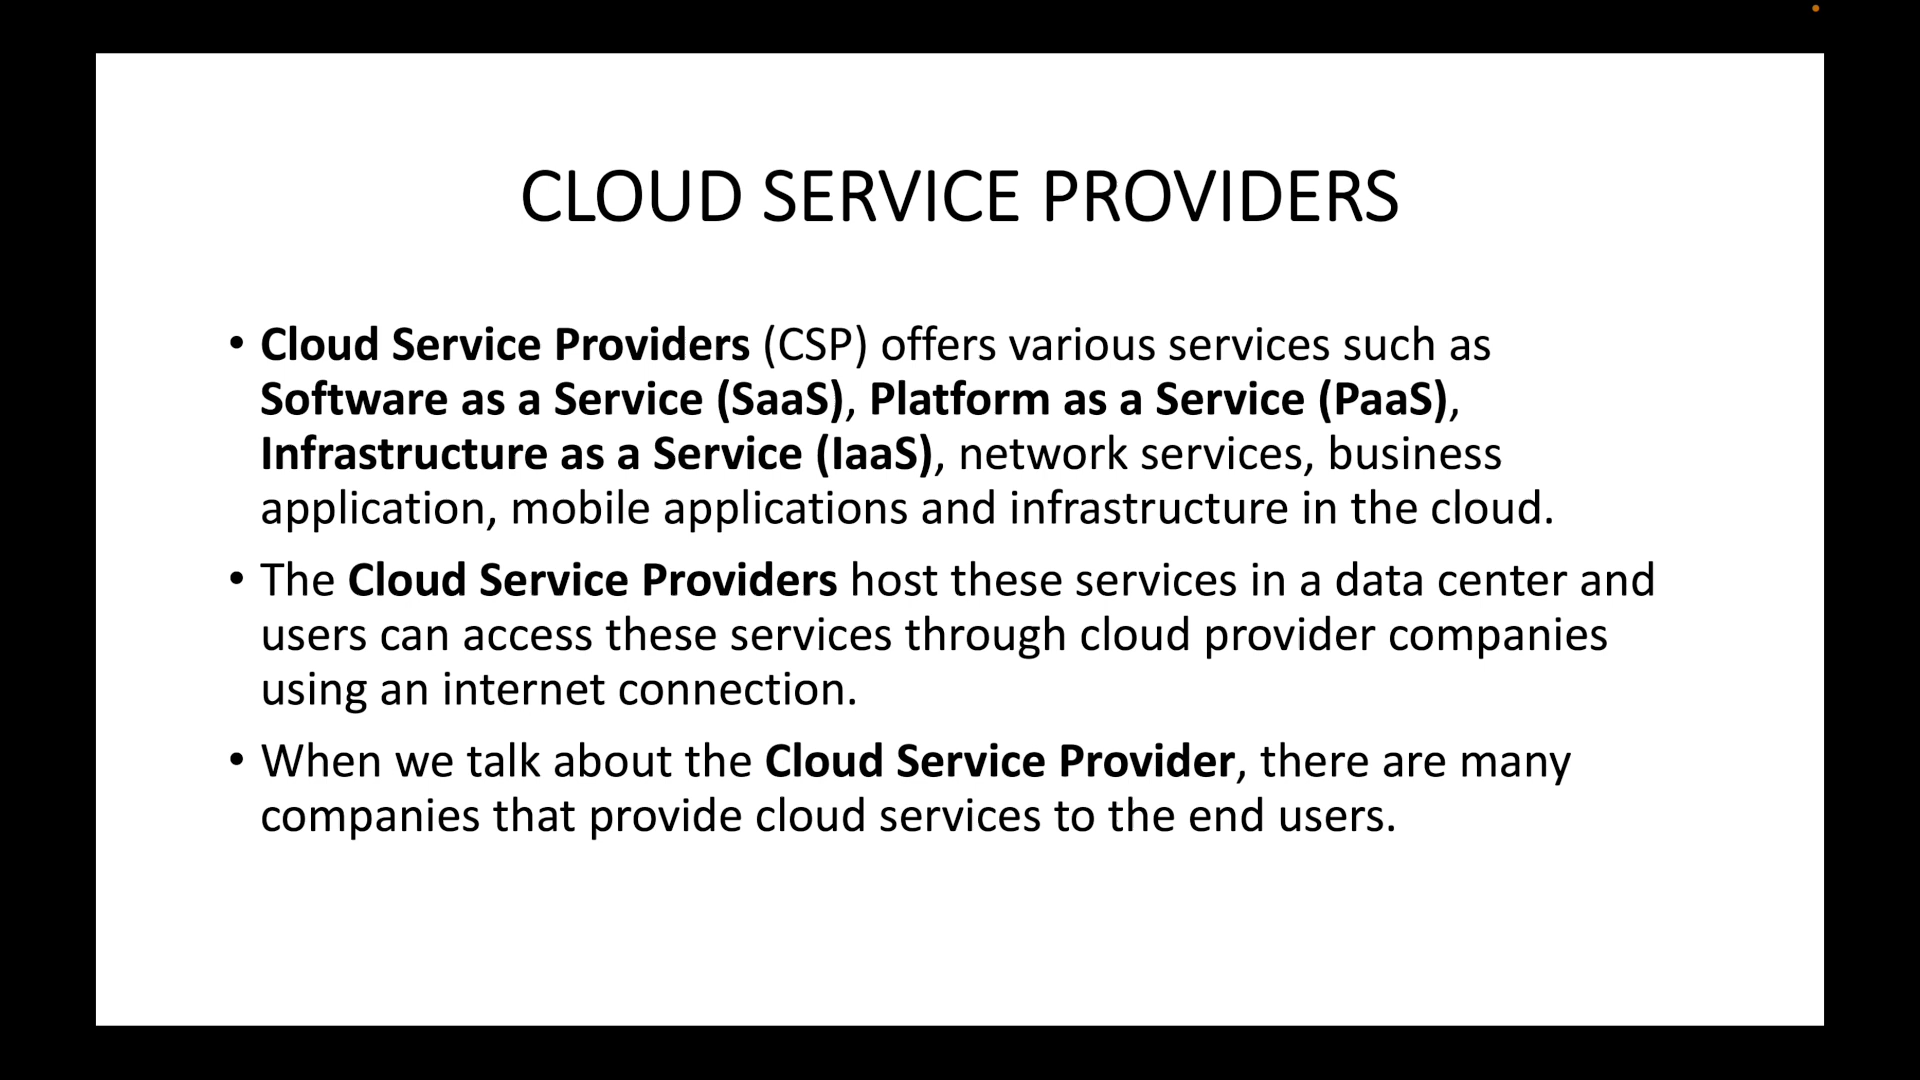 CLOUD SERVICE PROVIDERS
• Cloud Service Providers (CSP) offers various services such as
Software as a Service (SaaS), Platform as a Service (PaaS),
Infrastructure as a Service (IaaS), network services, business
application, mobile applications and infrastructure in the cloud.
• The Cloud Service Providers host these services in a data center and
users can access these services through cloud provider companies
using an internet connection.
• When we talk about the Cloud Service Provider, there are many
companies that provide cloud services to the end users.